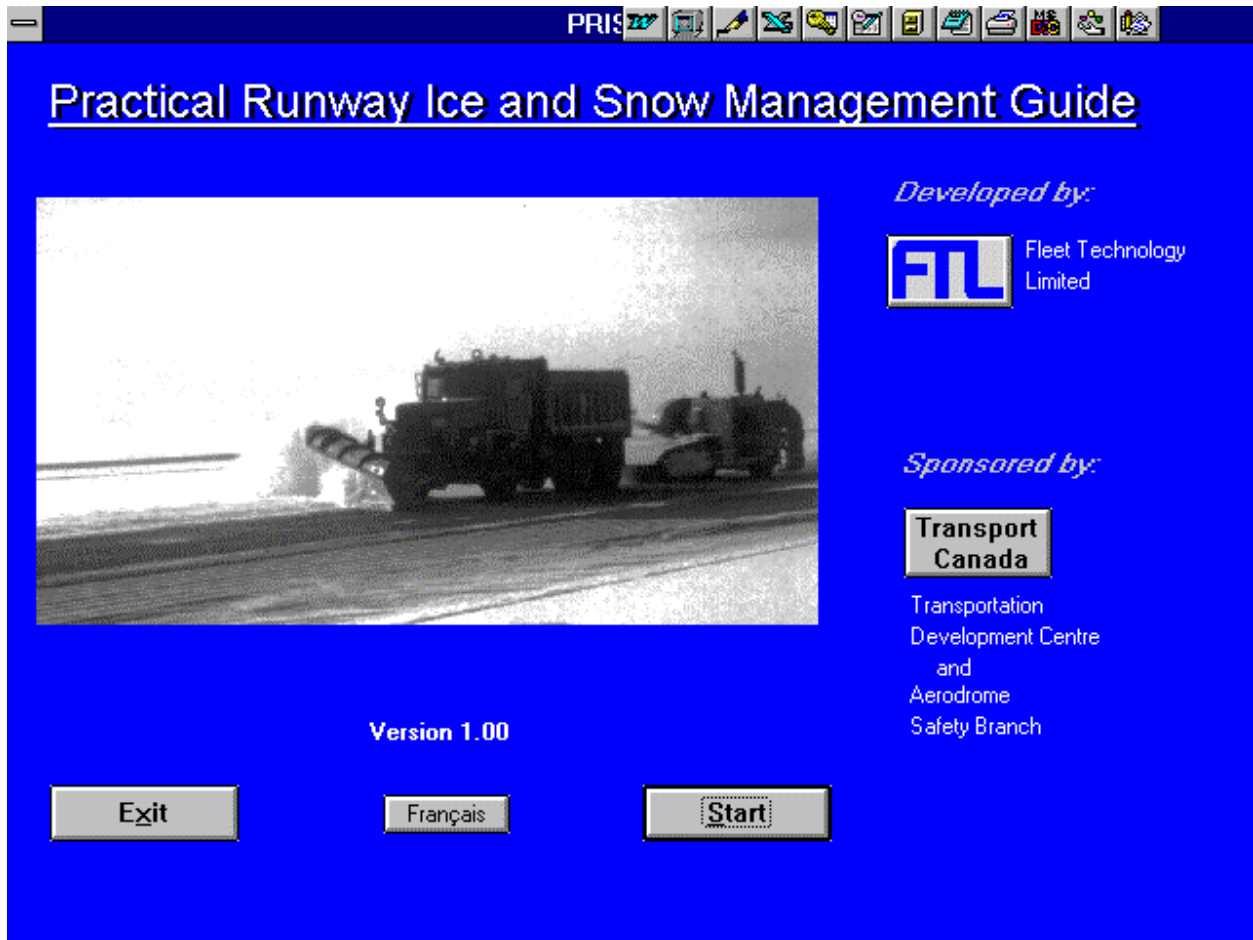 PRIS
Practical Runway Ice and Snow Management Guide
Developed by:
FTL
Fleet Technology
Limited
Sponsored by:
Transport
Canada
Transportation
Development Centre
and
Aerodrome
Safety Branch
Version 1.00
Exit
Français
Start